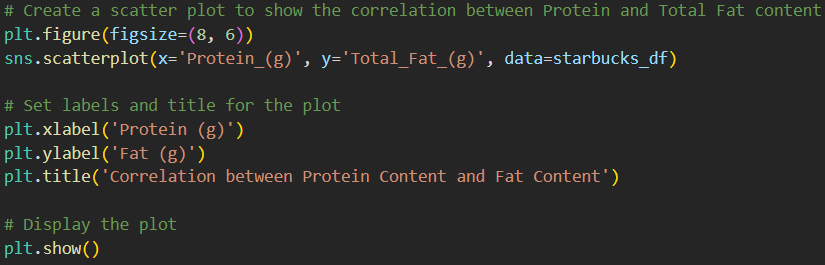 # Create a scatter plot to show the correlation between Protein and Total Fat content
plt.figure(figsize=(8, 6))
sns.scatterplot(x='Protein_(g)', y='Total_Fat_(g)', data=starbucks_df)
# Set labels and title for the plot
plt.xlabel('Protein (g)')
plt.ylabel('Fat (g)')
plt.title('Correlation between Protein Content and Fat Content')
# Display the plot
plt.show()